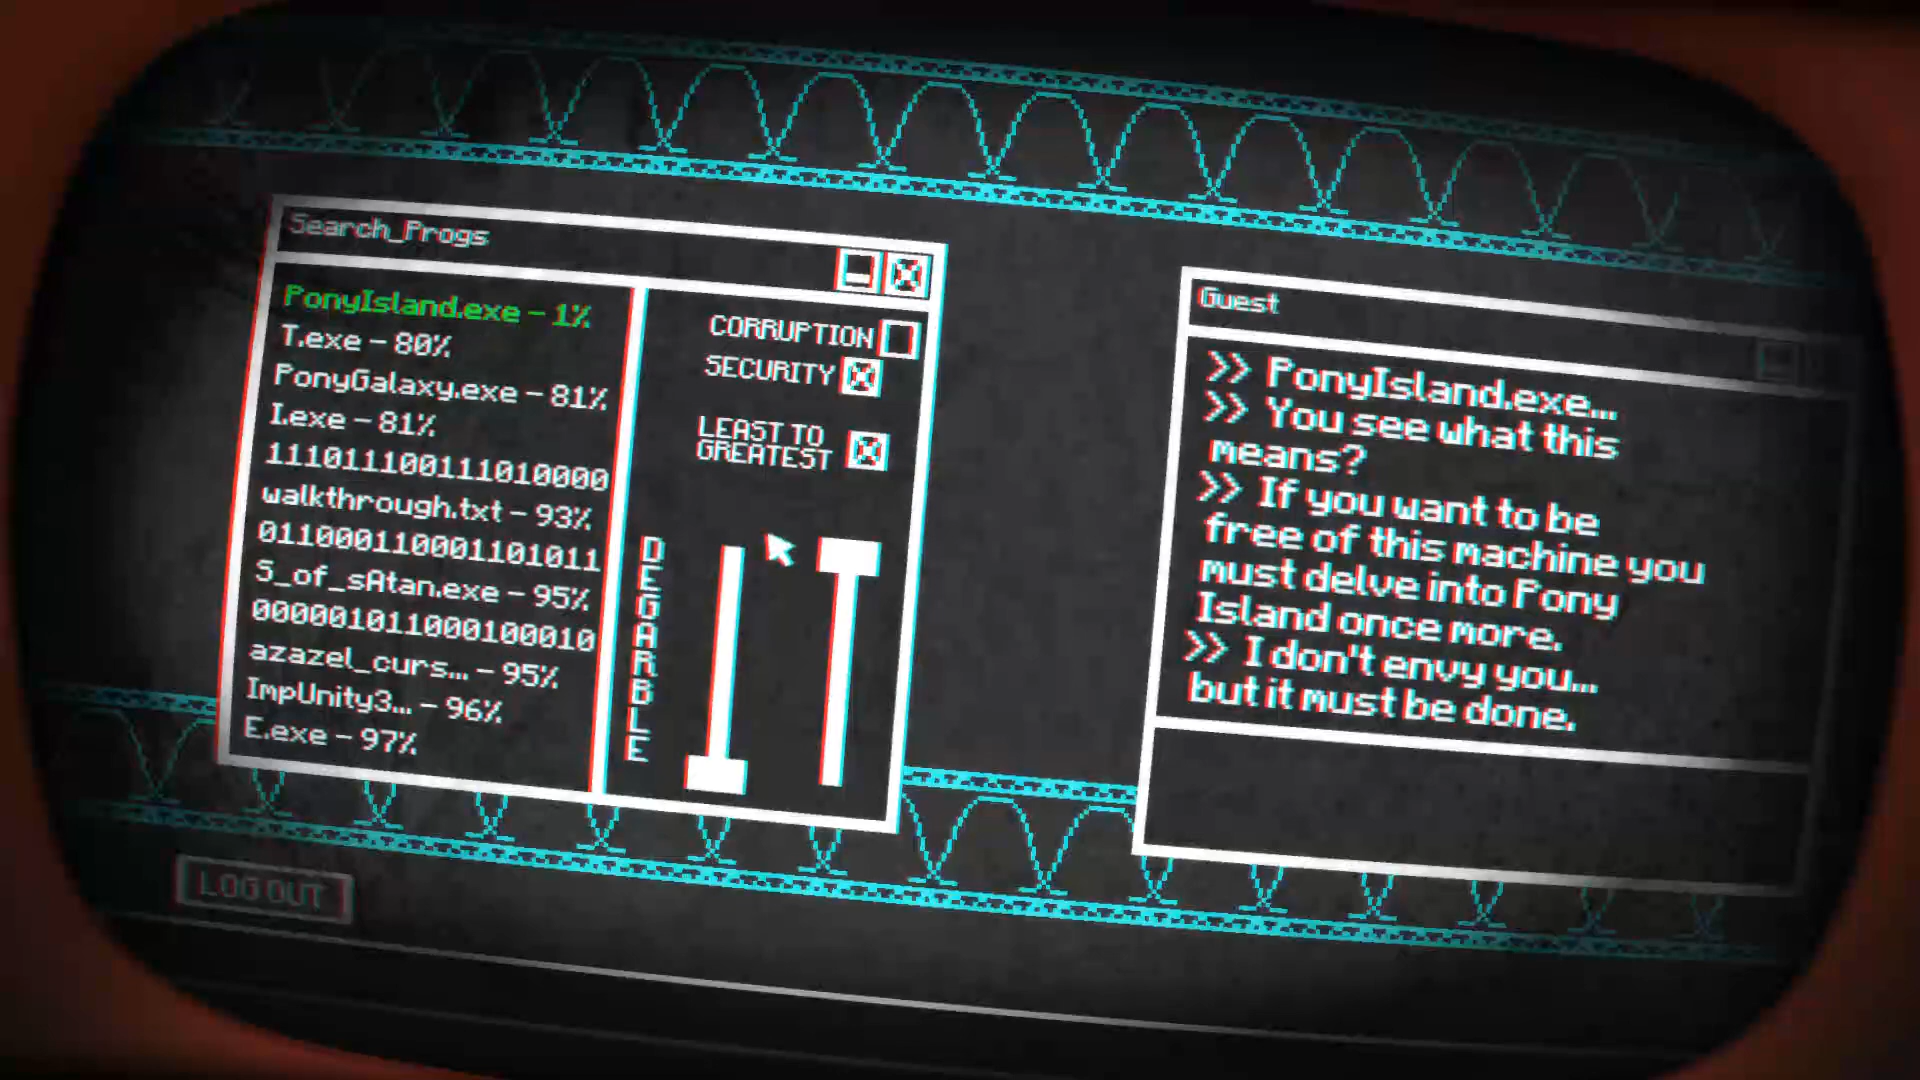 Search_Progs
PonyIsland.exe - 1%
T.exe - 80%
PonyGalaxy.exe - 81%
I.exe - 81%
111011100111010000
walkthrough.txt - 93%
011000110001101011
S_of_sAtan.exe - 95%
000001011000100010
azazel_curs... - 95%
ImpUnity3... - 96%
E.exe - 97%
CORRUPTION
SECURITY
LEAST TO
GREATEST
DEGARBLE
Guest
>> PonyIsland.exe...
>> You see what this
means?
>> If you want to be
free of this machine you
must delve into Pony
Island once more.
>> I don't envy you...
but it must be done.
LOG OUT